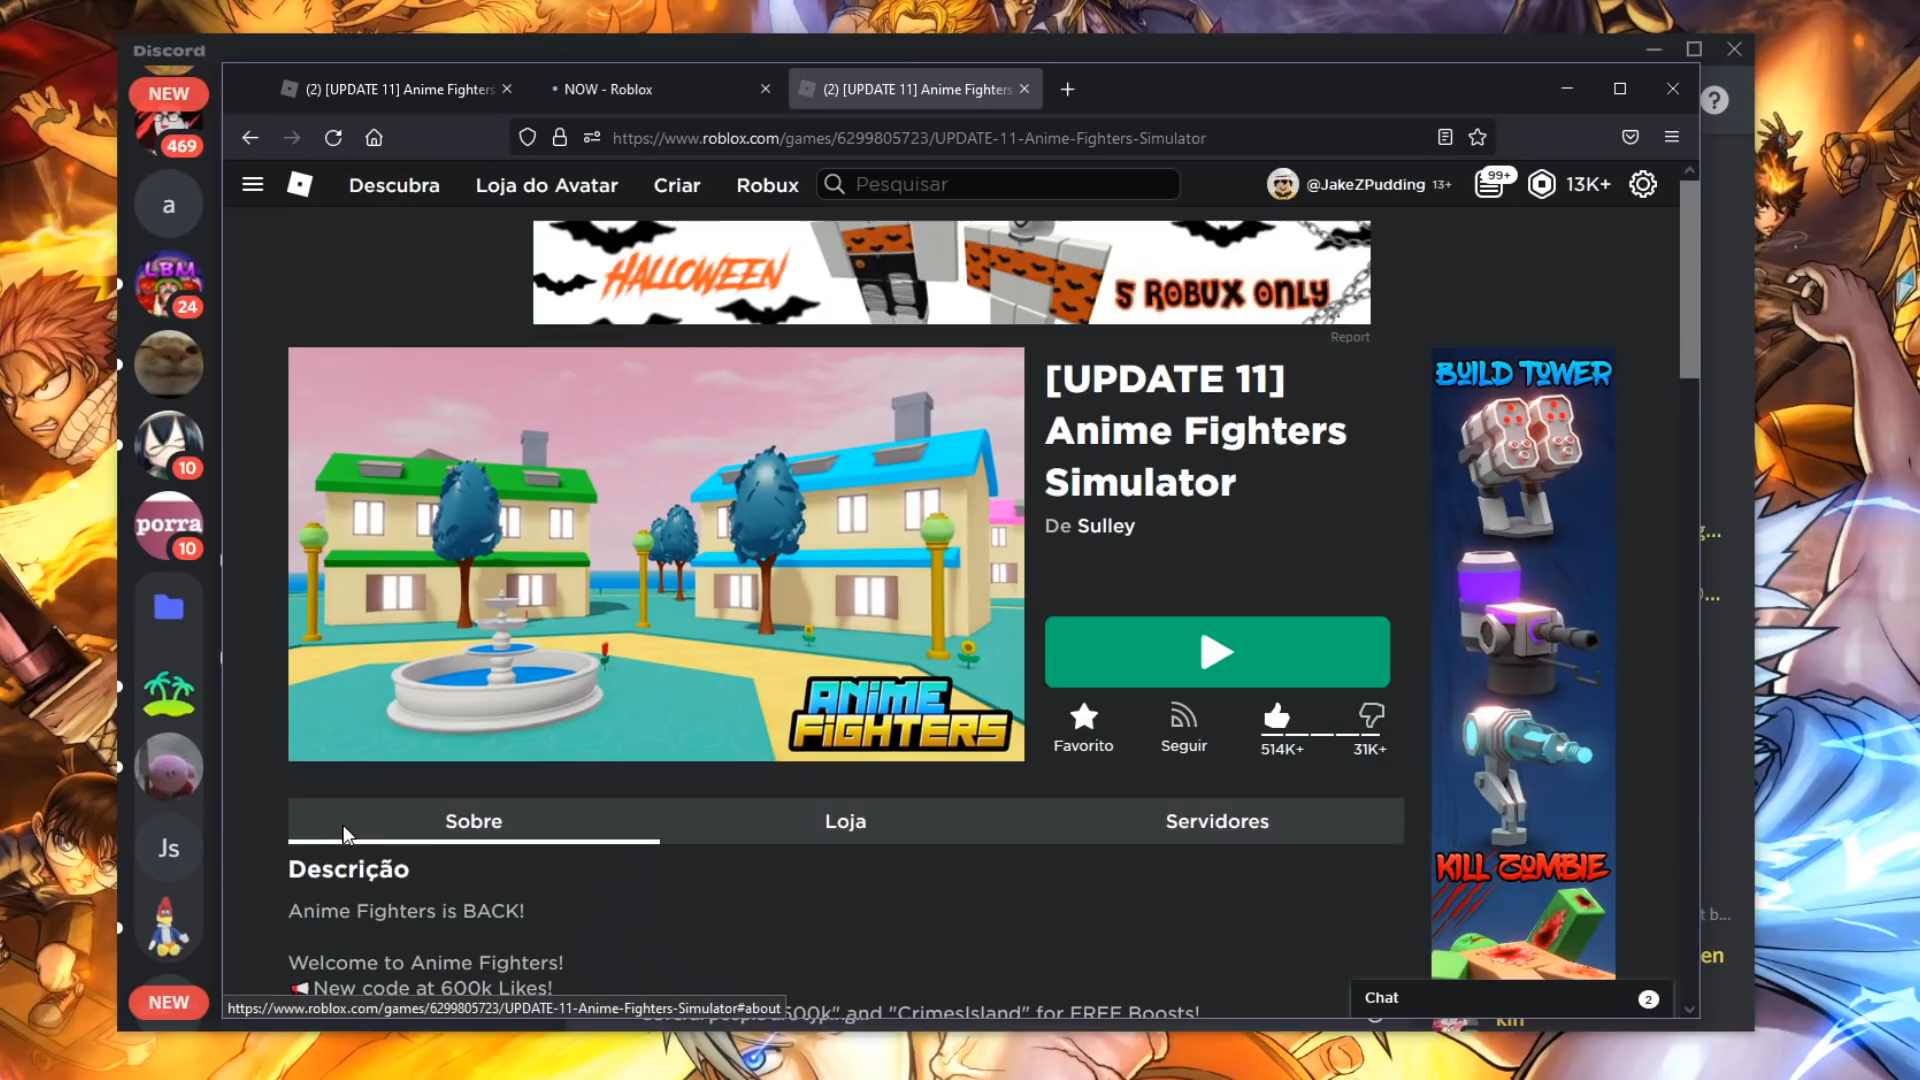 Discord
NEW
469
a
LBM
24
10
porra
10
Js
NEW
(2) [UPDATE 11] Anime Fighters
NOW - Roblox
(2) [UPDATE 11] Anime Fighters
https://www.roblox.com/games/6299805723/UPDATE-11-Anime-Fighters-Simulator
Descubra
Loja do Avatar
Criar
Robux
Pesquisar
@JakeZPudding 13+
99+
13K+
HALLOWEEN
5 ROBUX ONLY
Report
[UPDATE 11]
Anime Fighters
Simulator
De Sulley
Favorito
Seguir
514K+
31K+
ANIME
FIGHTERS
BUILD TOWER
KILL ZOMBIE
Sobre
Loja
Servidores
Descrição
Anime Fighters is BACK!
Welcome to Anime Fighters!
New code at 600k Likes!
500k" and "CrimesIsland" for FREE Boosts!
https://www.roblox.com/games/6299805723/UPDATE-11-Anime-Fighters-Simulator#about
Chat
2
t b...
en